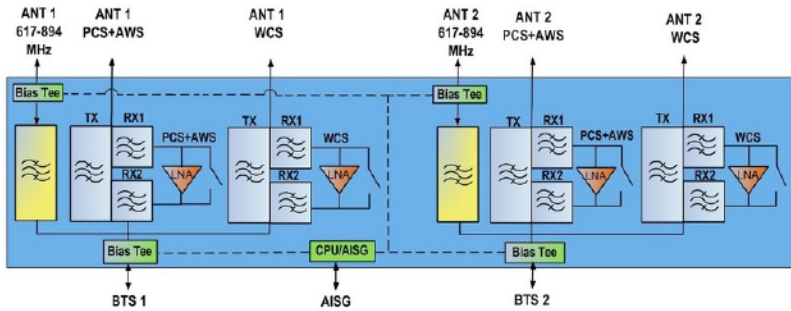 ANT 1
617-894
MHz
ANT 1
PCS+AWS
ANT 1
WCS
ANT 2
617-894
MHz
ANT 2
PCS+AWS
ANT 2
WCS
Bias Tee
Bias Tee
TX
RX1
PCS+AWS
RX2
LNA
TX
RX1
WCS
RX2
LNA
TX
RX1
PCS+AWS
RX2
LNA
TX
RX1
WCS
RX2
LNA
Bias Tee
CPU/AISG
Bias Tee
BTS 1
AISG
BTS 2